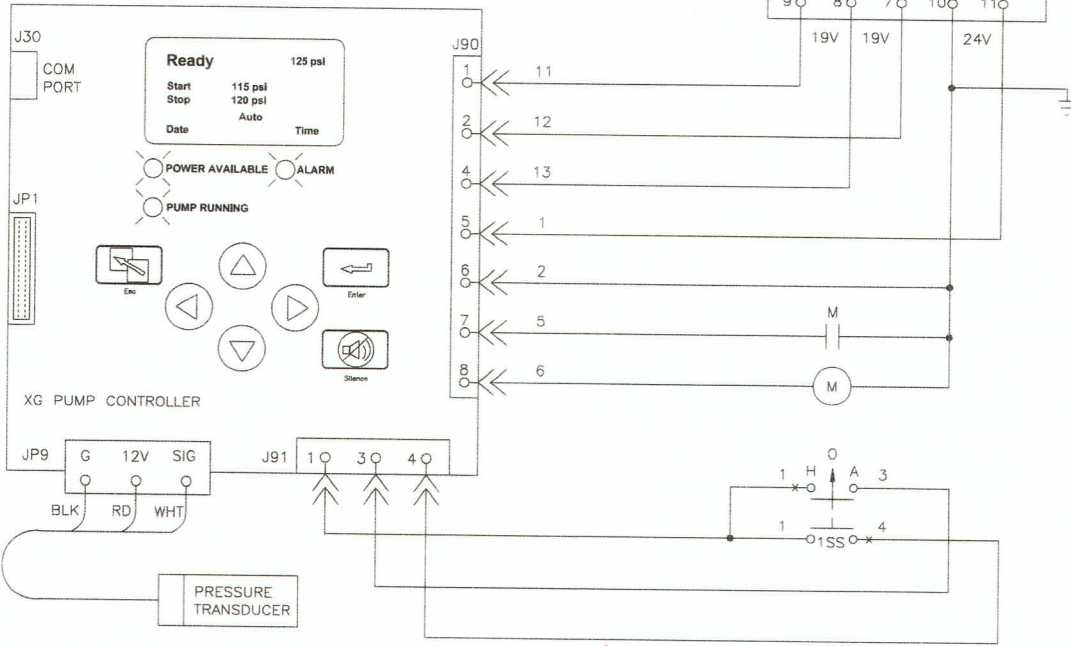 9 8 7 10 11
19V 19V 24V
J30
COM
PORT
Ready 125 psi
Start 115 psi
Stop 120 psi
Auto
Date Time
POWER AVAILABLE ALARM
PUMP RUNNING
JP1
Esc
Enter
Silence
J90
1 11
2 12
4 13
5 1
6 2
7 5 M
8 6 M
XG PUMP CONTROLLER
JP9 G 12V SIG
J91 1 3 4
BLK RD WHT
PRESSURE
TRANSDUCER
O
1 H A 3
1 1SS 4